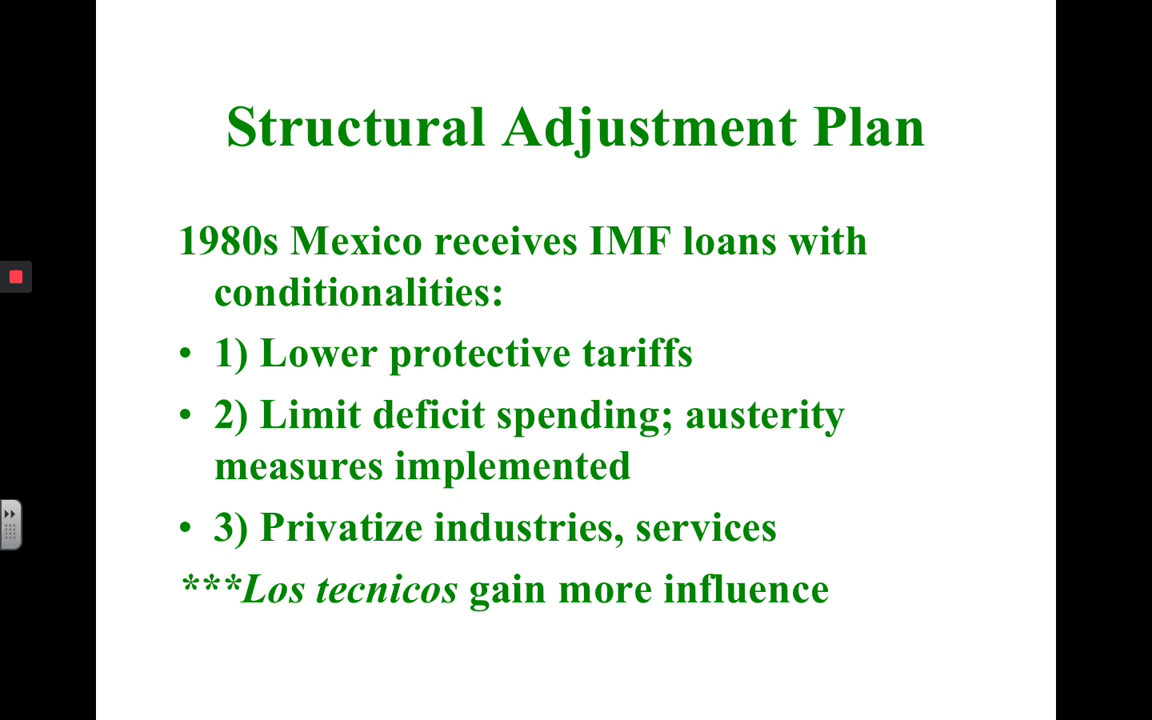 Structural Adjustment Plan
1980s Mexico receives IMF loans with
conditionalities:
• 1) Lower protective tariffs
• 2) Limit deficit spending; austerity
measures implemented
• 3) Privatize industries, services
***Los tecnicos gain more influence